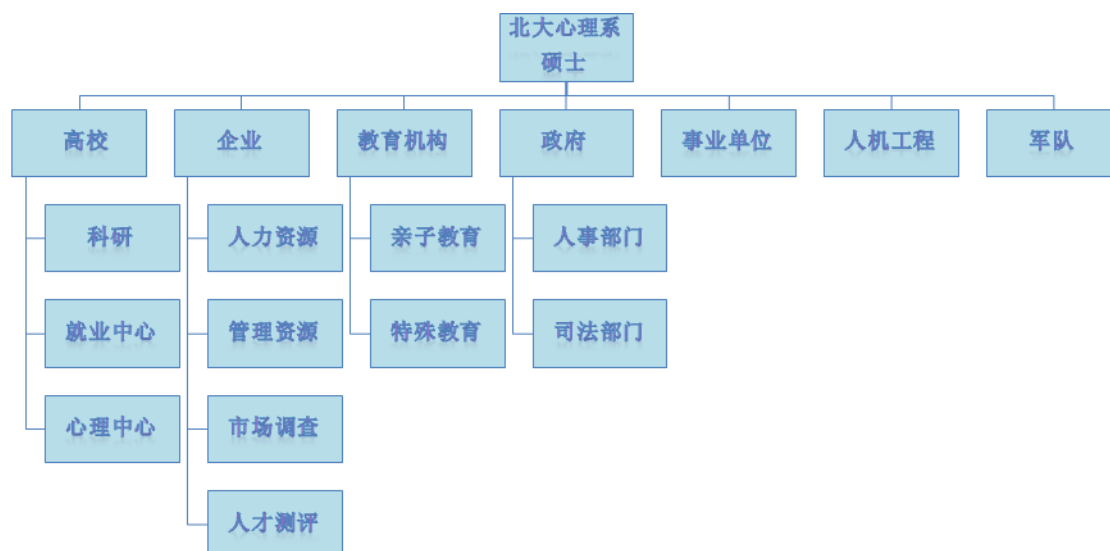 北大心理系
硕士
高校
企业
教育机构
政府
事业单位
人机工程
军队
科研
人力资源
亲子教育
人事部门
就业中心
管理资源
特殊教育
司法部门
心理中心
市场调查
人才测评